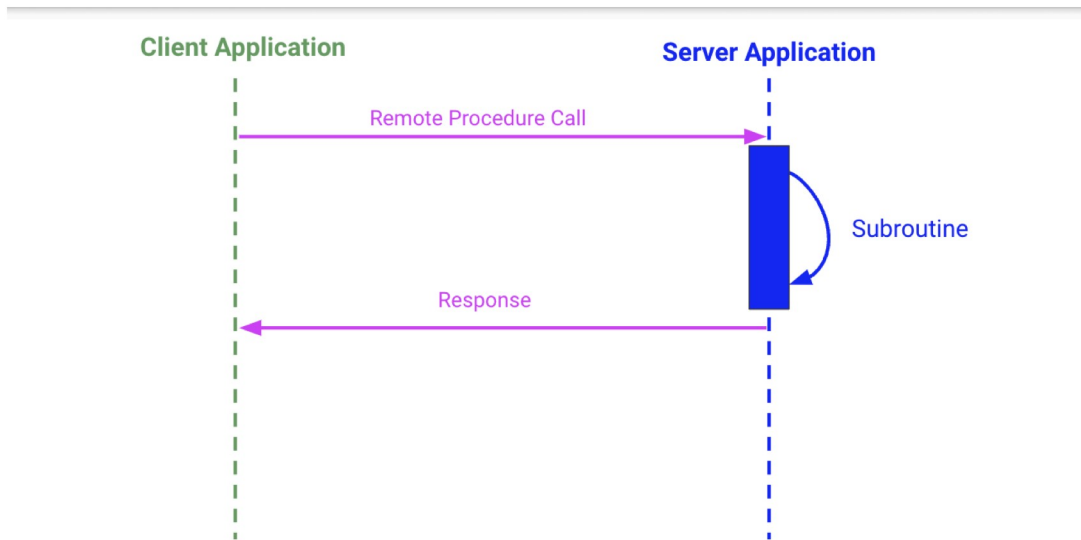 Client Application
Server Application
Remote Procedure Call
Subroutine
Response